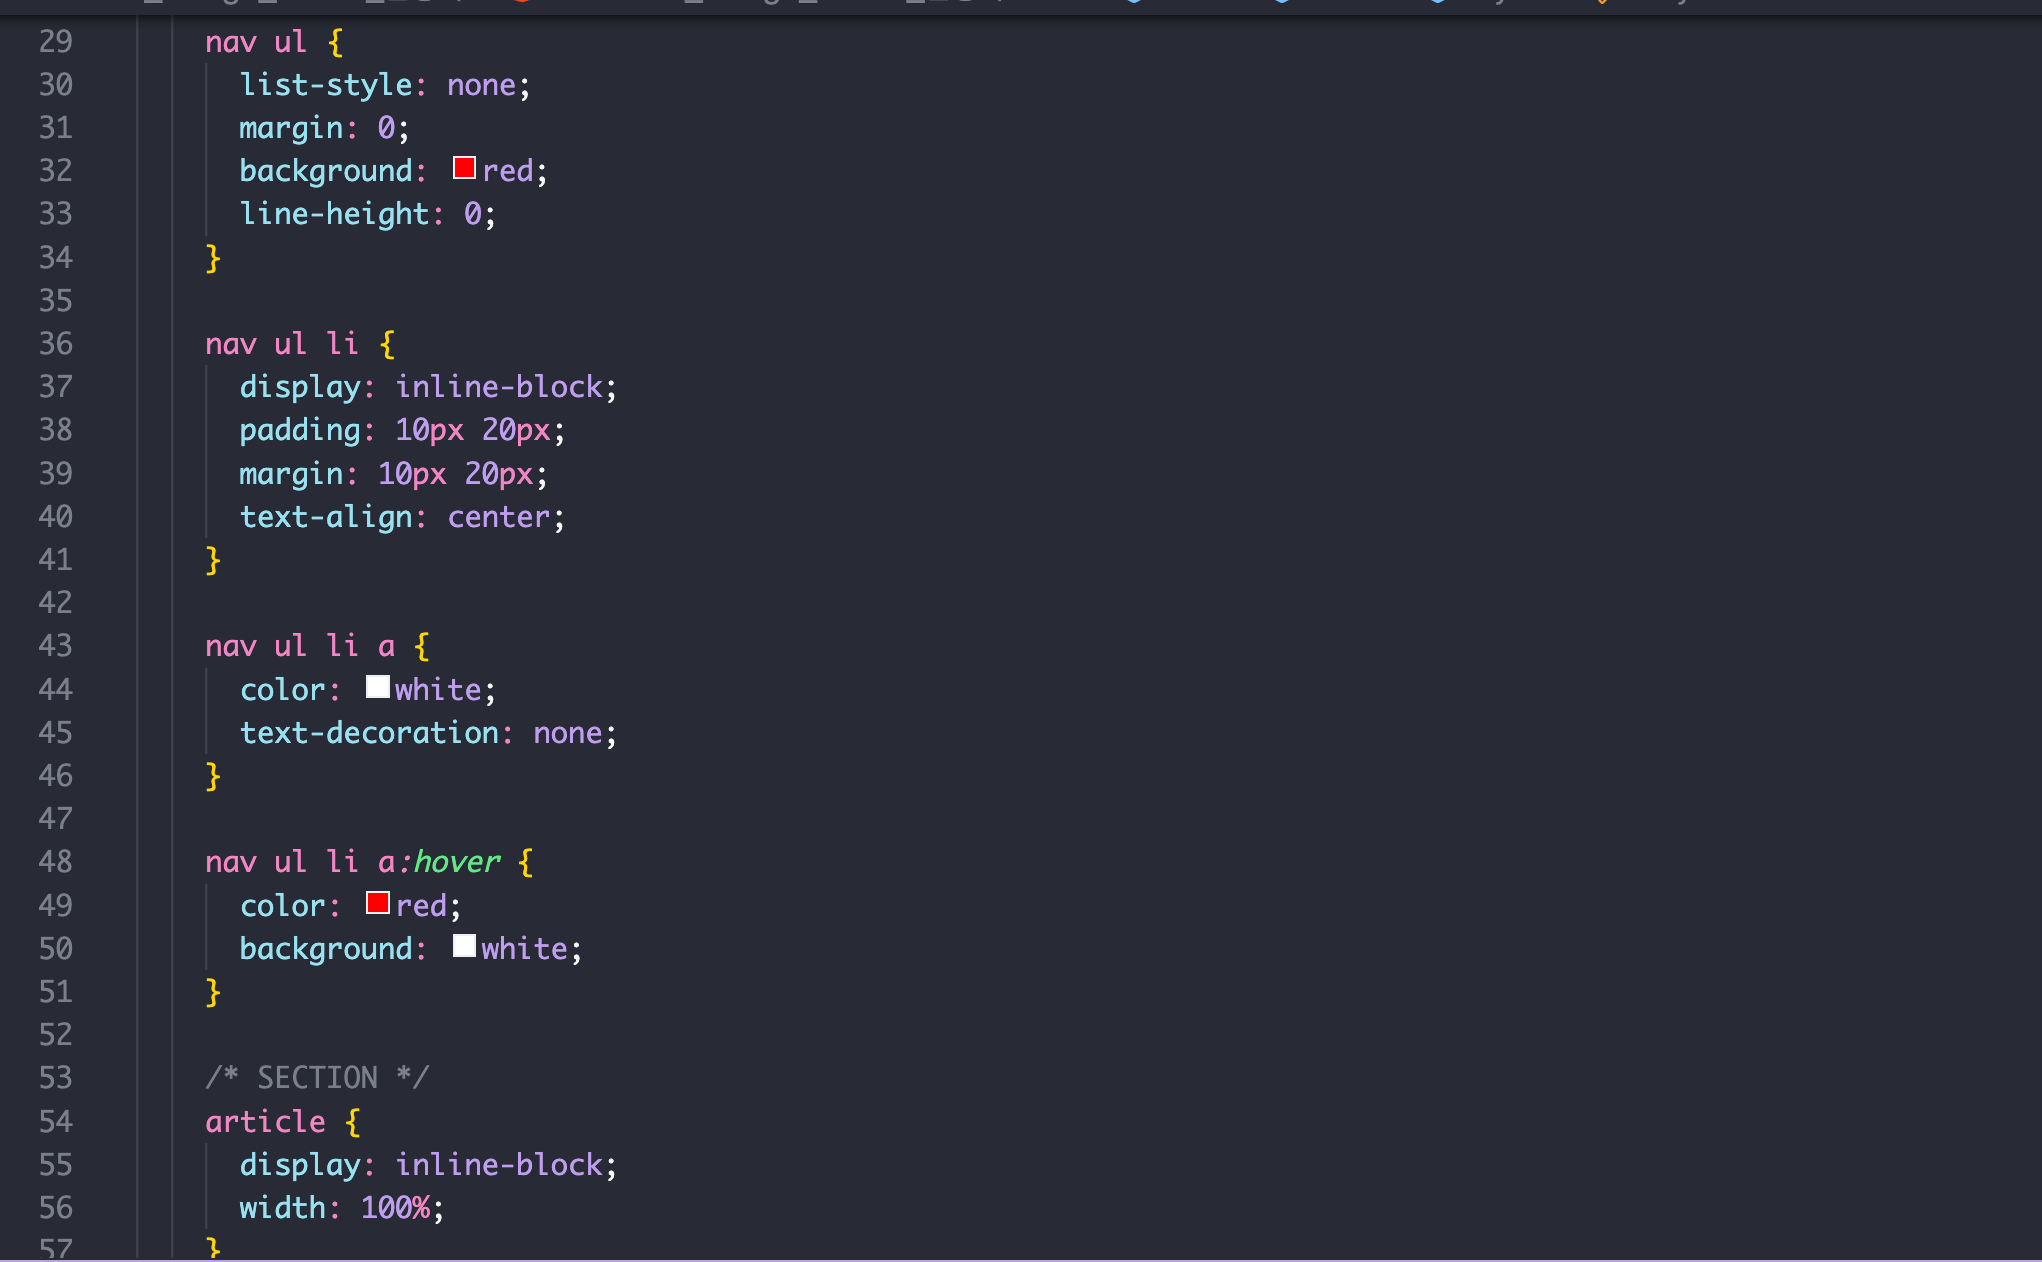 29 nav ul {
30 list-style: none;
31 margin: 0;
32 background: red;
33 line-height: 0;
34 }
35
36 nav ul li {
37 display: inline-block;
38 padding: 10px 20px;
39 margin: 10px 20px;
40 text-align: center;
41 }
42
43 nav ul li a {
44 color: white;
45 text-decoration: none;
46 }
47
48 nav ul li a:hover {
49 color: red;
50 background: white;
51 }
52
53 /* SECTION */
54 article {
55 display: inline-block;
56 width: 100%;
57 }